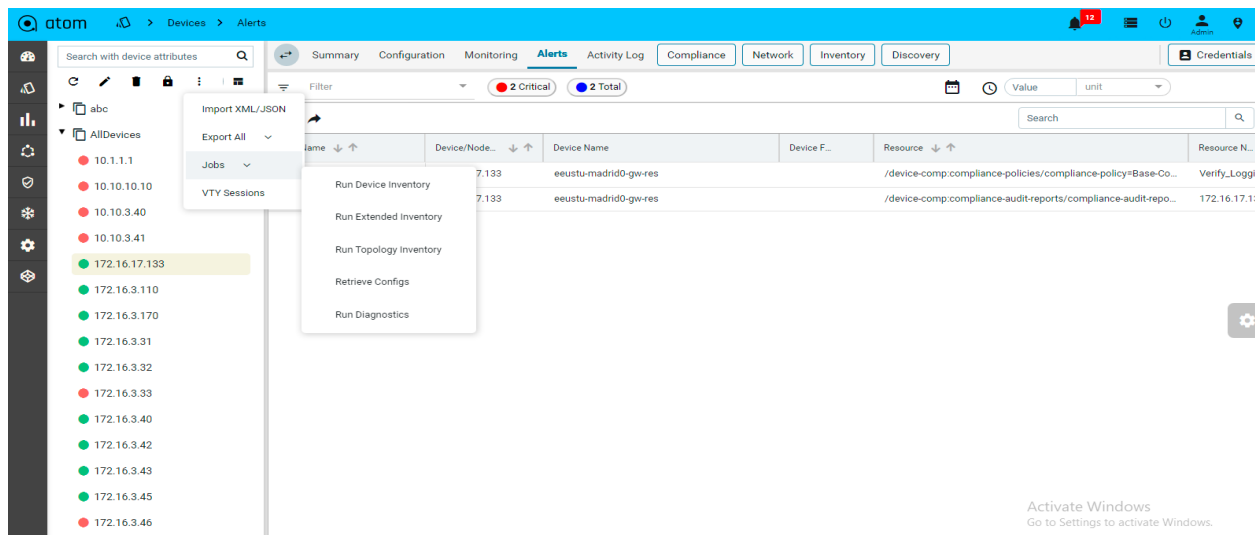 atom > Devices > Alerts 12 Admin
Search with device attributes
Summary Configuration Monitoring Alerts Activity Log Compliance Network Inventory Discovery Credentials
Filter 2 Critical 2 Total Value unit
Search
Name Device/Node... Device Name Device F... Resource Resource N...
7.133 eeustu-madrid0-gw-res /device-comp:compliance-policies/compliance-policy=Base-Co... Verify_Loggi
7.133 eeustu-madrid0-gw-res /device-comp:compliance-audit-reports/compliance-audit-repo... 172.16.17.1
Import XML/JSON
Export All
Jobs
VTY Sessions
Run Device Inventory
Run Extended Inventory
Run Topology Inventory
Retrieve Configs
Run Diagnostics
abc
AllDevices
10.1.1.1
10.10.10.10
10.10.3.40
10.10.3.41
172.16.17.133
172.16.3.110
172.16.3.170
172.16.3.31
172.16.3.32
172.16.3.33
172.16.3.40
172.16.3.42
172.16.3.43
172.16.3.45
172.16.3.46
Activate Windows
Go to Settings to activate Windows.